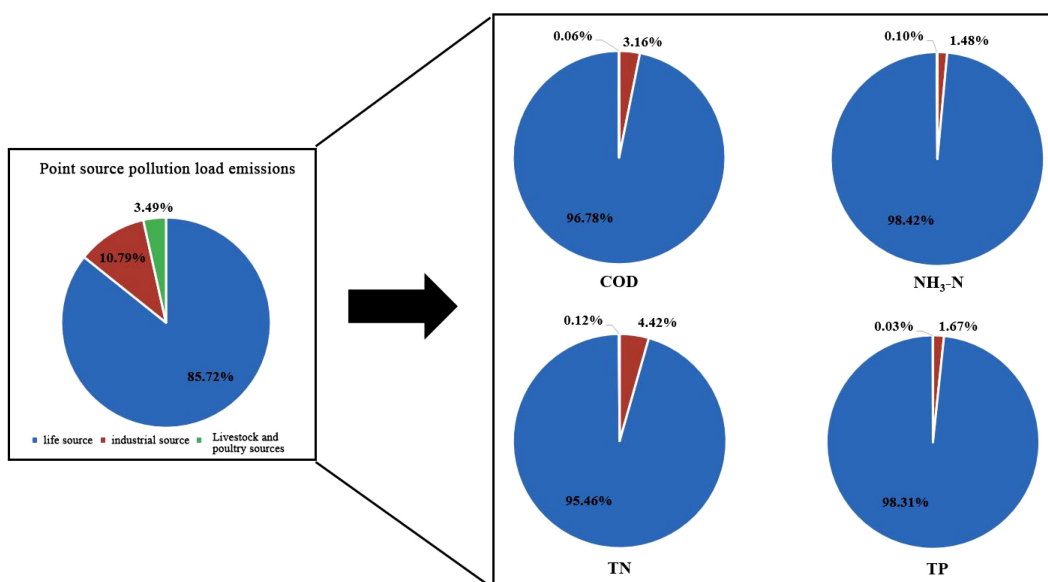 Point source pollution load emissions
3.49%
10.79%
85.72%
life source
industrial source
Livestock and
poultry sources
0.06%
3.16%
96.78%
COD
0.10%
1.48%
98.42%
NH₃-N
0.12%
4.42%
95.46%
TN
0.03%
1.67%
98.31%
TP